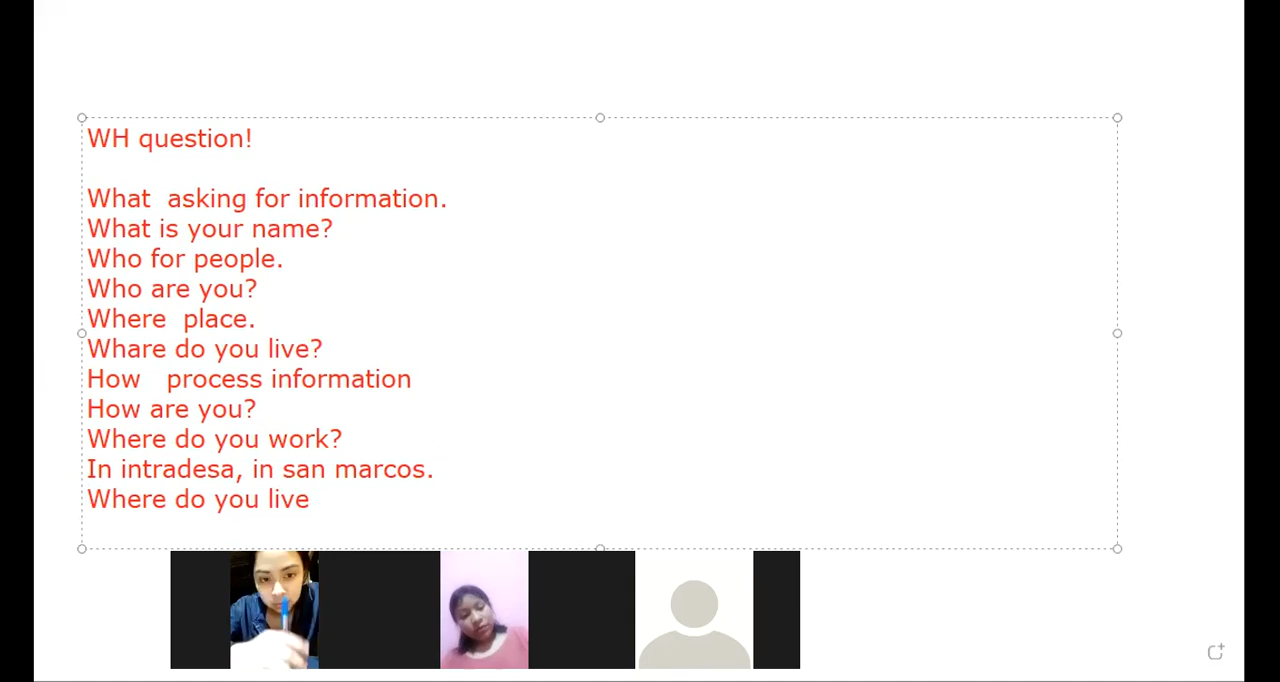 WH question!
What  asking for information.
What is your name?
Who for people.
Who are you?
Where  place.
Whare do you live?
How   process information
How are you?
Where do you work?
In intradesa, in san marcos.
Where do you live